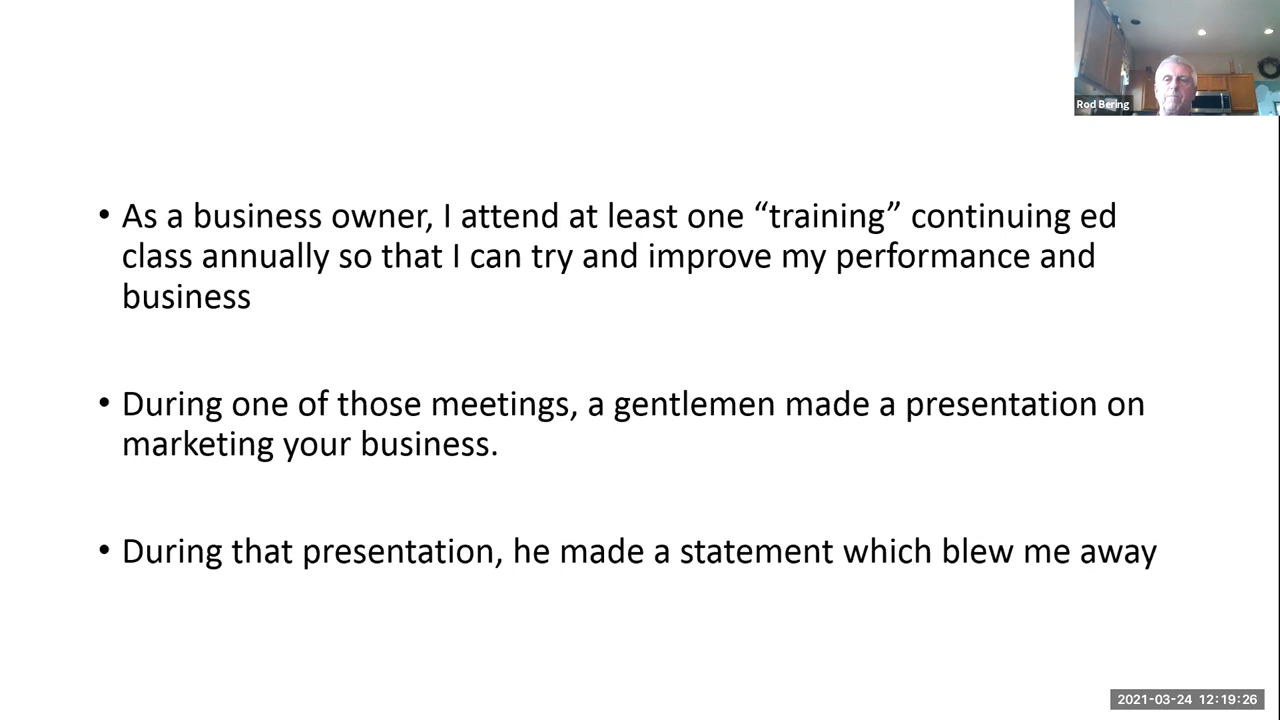 Rod Bering
• As a business owner, I attend at least one “training” continuing ed
class annually so that I can try and improve my performance and
business
• During one of those meetings, a gentlemen made a presentation on
marketing your business.
• During that presentation, he made a statement which blew me away
2021-03-24 12:19:26